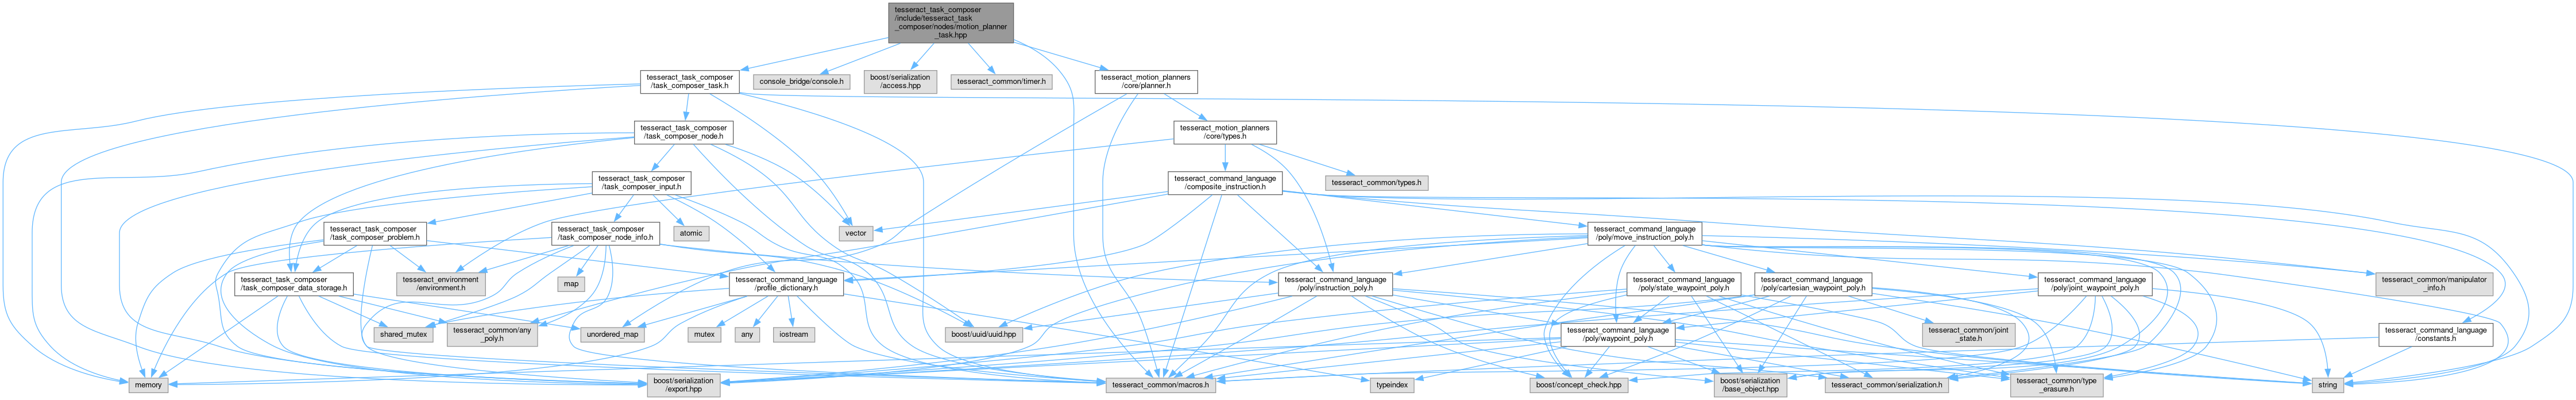 tesseract_task_composer
/include/tesseract_task
_composer/nodes/motion_planner
_task.hpp
tesseract_task_composer
/task_composer_task.h
console_bridge/console.h
boost/serialization
/access.hpp
tesseract_common/timer.h
tesseract_motion_planners
/core/planner.h
tesseract_task_composer
/task_composer_node.h
tesseract_motion_planners
/core/types.h
tesseract_task_composer
/task_composer_input.h
tesseract_command_language
/composite_instruction.h
tesseract_common/types.h
tesseract_task_composer
/task_composer_problem.h
tesseract_task_composer
/task_composer_node_info.h
atomic
vector
tesseract_command_language
/poly/move_instruction_poly.h
tesseract_task_composer
/task_composer_data_storage.h
tesseract_environment
/environment.h
map
tesseract_command_language
/profile_dictionary.h
tesseract_command_language
/poly/instruction_poly.h
tesseract_command_language
/poly/state_waypoint_poly.h
tesseract_command_language
/poly/cartesian_waypoint_poly.h
tesseract_command_language
/poly/joint_waypoint_poly.h
tesseract_common/manipulator
_info.h
shared_mutex
tesseract_common/any
_poly.h
unordered_map
mutex
any
iostream
boost/uuid/uuid.hpp
tesseract_command_language
/poly/waypoint_poly.h
tesseract_common/joint
_state.h
tesseract_command_language
/constants.h
memory
boost/serialization
/export.hpp
tesseract_common/macros.h
typeindex
boost/concept_check.hpp
boost/serialization
/base_object.hpp
tesseract_common/serialization.h
tesseract_common/type
_erasure.h
string